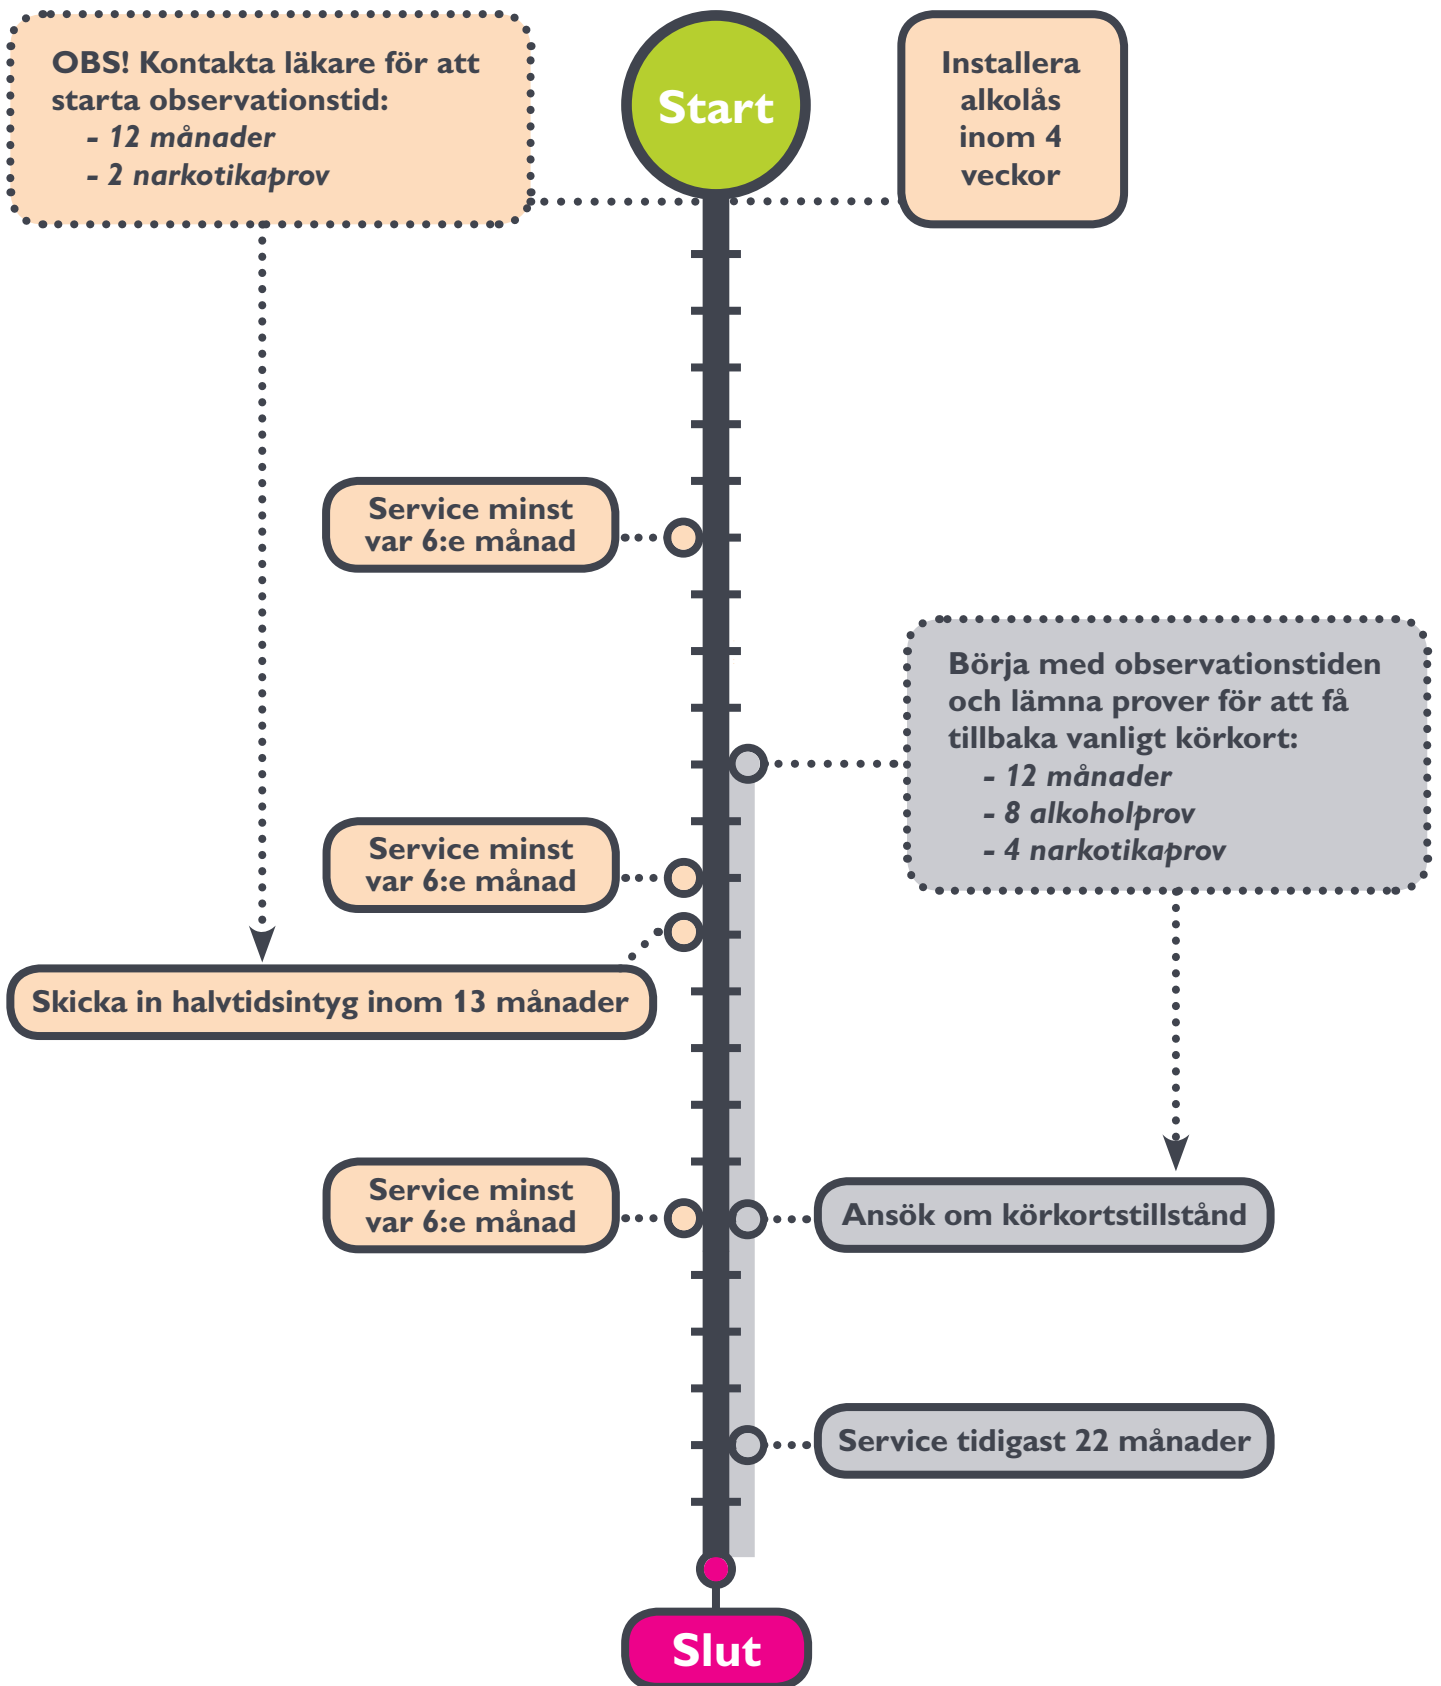 OBS! Kontakta läkare för att
starta observationstid:
- 12 månader
- 2 narkotikaprov
Start
Installera
alkolås
inom 4
veckor
Service minst
var 6:e månad
Börja med observationstiden
och lämna prover för att få
tillbaka vanligt körkort:
- 12 månader
- 8 alkoholprov
- 4 narkotikaprov
Service minst
var 6:e månad
Skicka in halvtidsintyg inom 13 månader
Service minst
var 6:e månad
Ansök om körkortstillstånd
Service tidigast 22 månader
Slut